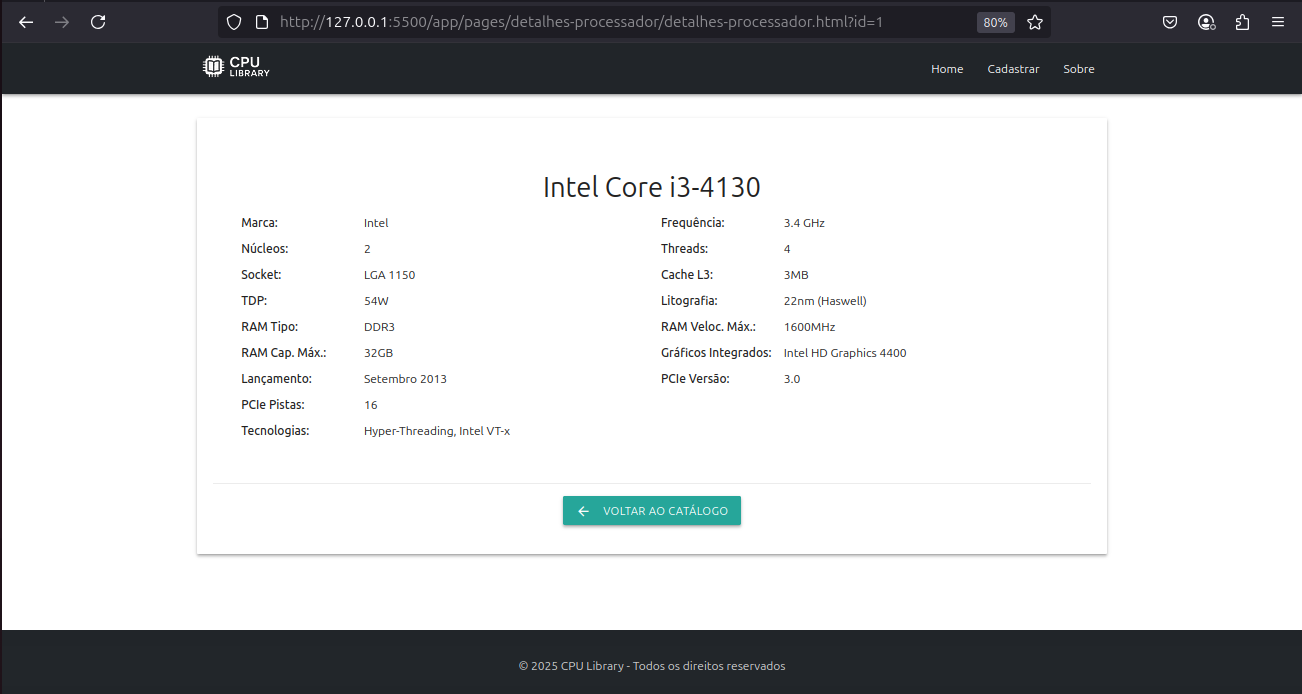 http://127.0.0.1:5500/app/pages/detalhes-processador/detalhes-processador.html?id=1
80%
CPU
LIBRARY
Home Cadastrar Sobre
Intel Core i3-4130
Marca: Intel Frequência: 3.4 GHz
Núcleos: 2 Threads: 4
Socket: LGA 1150 Cache L3: 3MB
TDP: 54W Litografia: 22nm (Haswell)
RAM Tipo: DDR3 RAM Veloc. Máx.: 1600MHz
RAM Cap. Máx.: 32GB Gráficos Integrados: Intel HD Graphics 4400
Lançamento: Setembro 2013 PCIe Versão: 3.0
PCIe Pistas: 16
Tecnologias: Hyper-Threading, Intel VT-x
VOLTAR AO CATÁLOGO
© 2025 CPU Library - Todos os direitos reservados